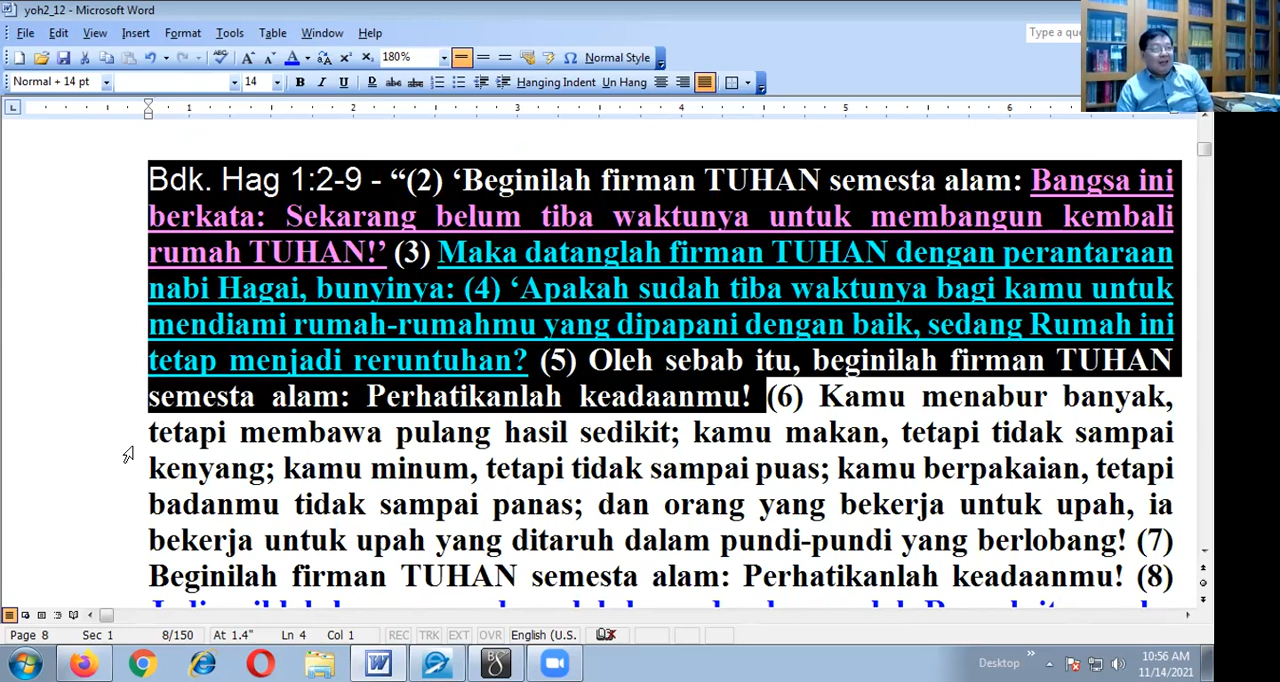 yoh2_12 - Microsoft Word
File Edit View Insert Format Tools Table Window Help
Type a que
180% Normal Style
Normal + 14 pt 14 B I U Hanging Indent Un Hang
1 2 3 4 5 6
Bdk. Hag 1:2-9 - “(2) ‘Beginilah firman TUHAN semesta alam: Bangsa ini
berkata: Sekarang belum tiba waktunya untuk membangun kembali
rumah TUHAN!’ (3) Maka datanglah firman TUHAN dengan perantaraan
nabi Hagai, bunyinya: (4) ‘Apakah sudah tiba waktunya bagi kamu untuk
mendiami rumah-rumahmu yang dipapani dengan baik, sedang Rumah ini
tetap menjadi reruntuhan? (5) Oleh sebab itu, beginilah firman TUHAN
semesta alam: Perhatikanlah keadaanmu! (6) Kamu menabur banyak,
tetapi membawa pulang hasil sedikit; kamu makan, tetapi tidak sampai
kenyang; kamu minum, tetapi tidak sampai puas; kamu berpakaian, tetapi
badanmu tidak sampai panas; dan orang yang bekerja untuk upah, ia
bekerja untuk upah yang ditaruh dalam pundi-pundi yang berlobang! (7)
Beginilah firman TUHAN semesta alam: Perhatikanlah keadaanmu! (8)
Page 8 Sec 1 8/150 At 1.4" Ln 4 Col 1 REC TRK EXT OVR English (U.S.
Desktop
10:56 AM
11/14/2021